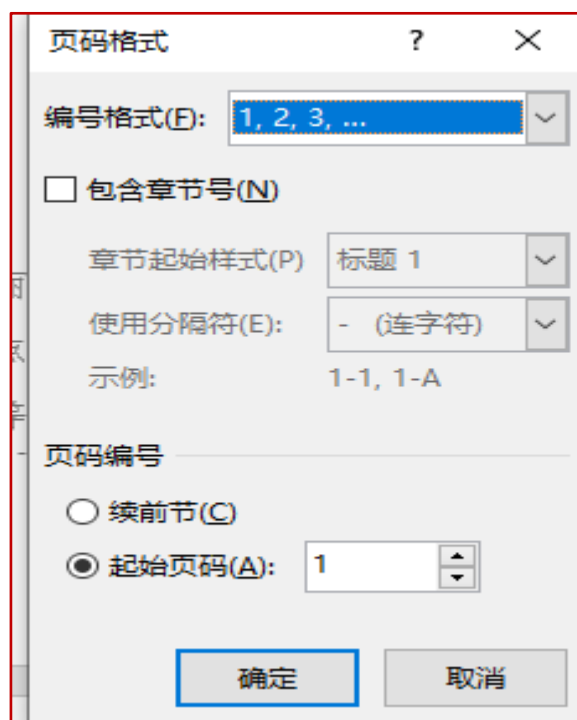 页码格式 ?
编号格式(F): 1, 2, 3, ...
包含章节号(N)
章节起始样式(P) 标题 1
使用分隔符(E): - (连字符)
示例: 1-1, 1-A
页码编号
续前节(C)
起始页码(A): 1
确定 取消